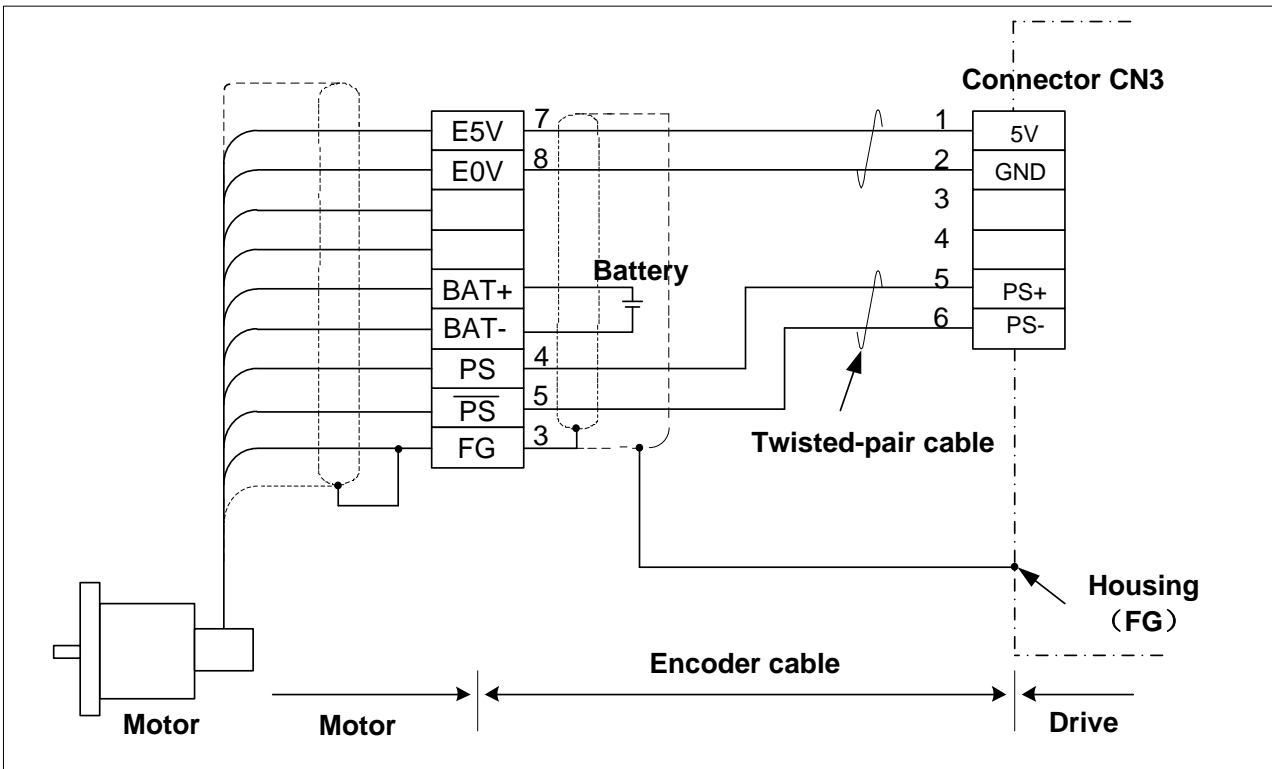 Connector CN3
E5V 7 1 5V
E0V 8 2 GND
3
4
Battery
BAT+ 5 PS+
BAT- 6 PS-
PS 4
P̅S̅ 5
FG 3
Twisted-pair cable
Housing
（FG）
Encoder cable
Motor
Motor
Drive